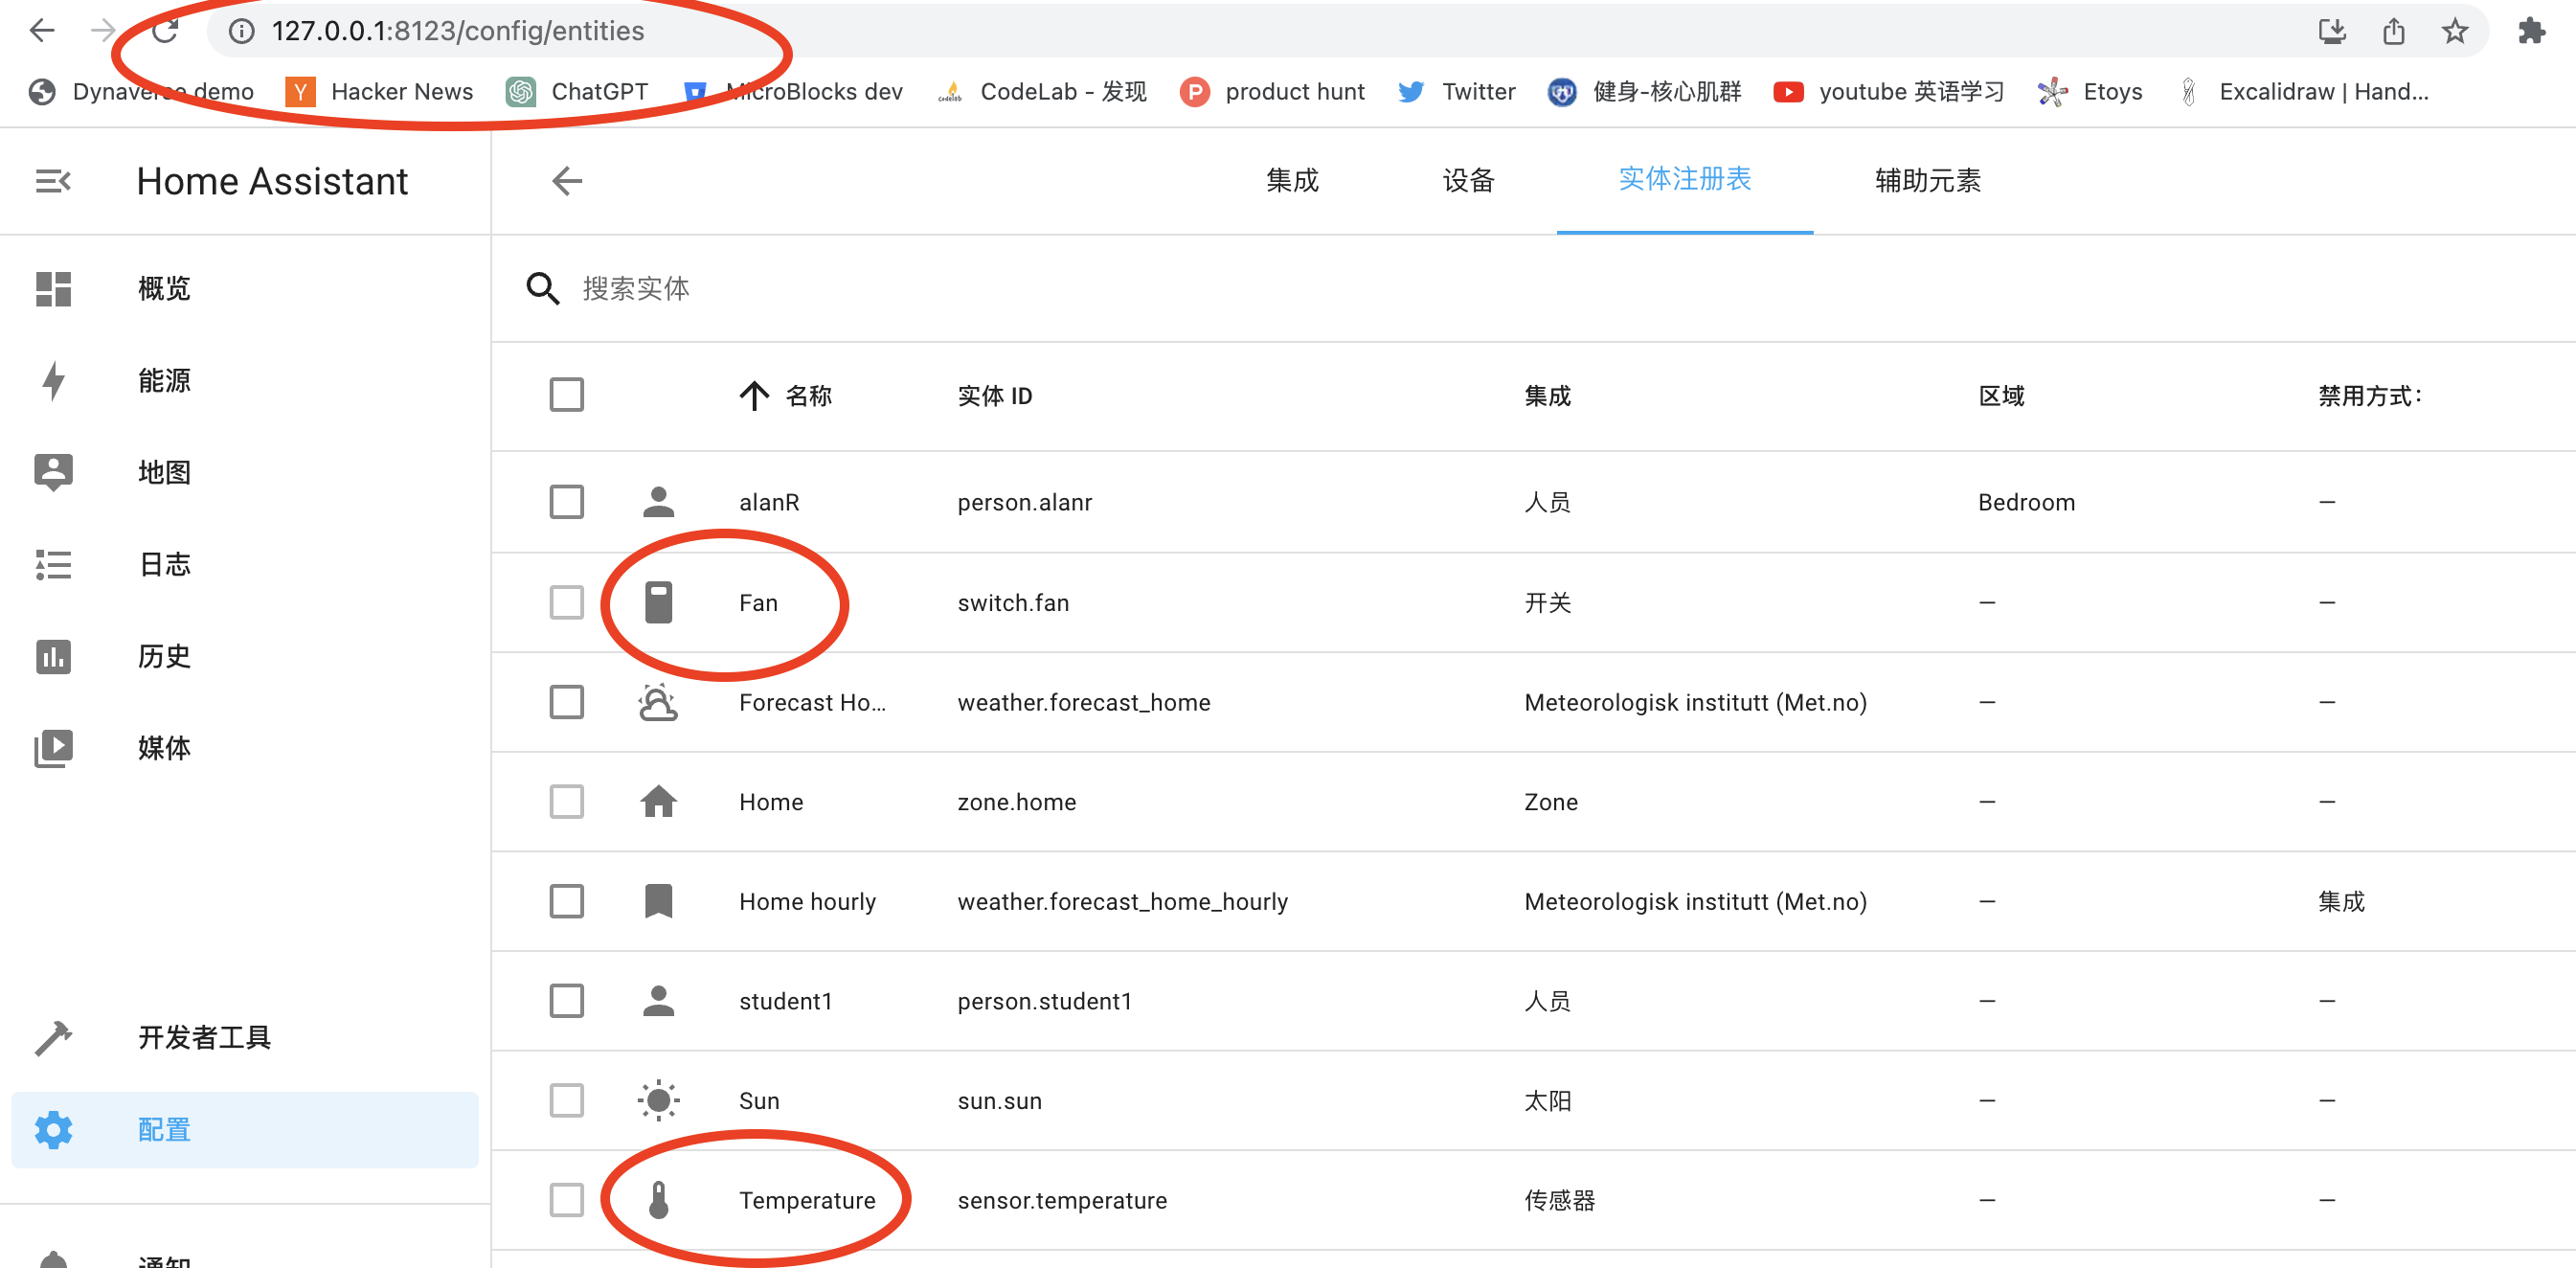 127.0.0.1:8123/config/entities
Dynaverse demo Hacker News ChatGPT MicroBlocks dev CodeLab - 发现 product hunt Twitter 健身-核心肌群 youtube 英语学习 Etoys Excalidraw | Hand...
Home Assistant 集成 设备 实体注册表 辅助元素
概览
搜索实体
能源
名称 实体 ID 集成 区域 禁用方式:
地图
alanR person.alanr 人员 Bedroom –
日志
Fan switch.fan 开关 – –
历史
Forecast Ho... weather.forecast_home Meteorologisk institutt (Met.no) – –
媒体
Home zone.home Zone – –
Home hourly weather.forecast_home_hourly Meteorologisk institutt (Met.no) – 集成
student1 person.student1 人员 – –
开发者工具
Sun sun.sun 太阳 – –
配置
Temperature sensor.temperature 传感器 – –
通知